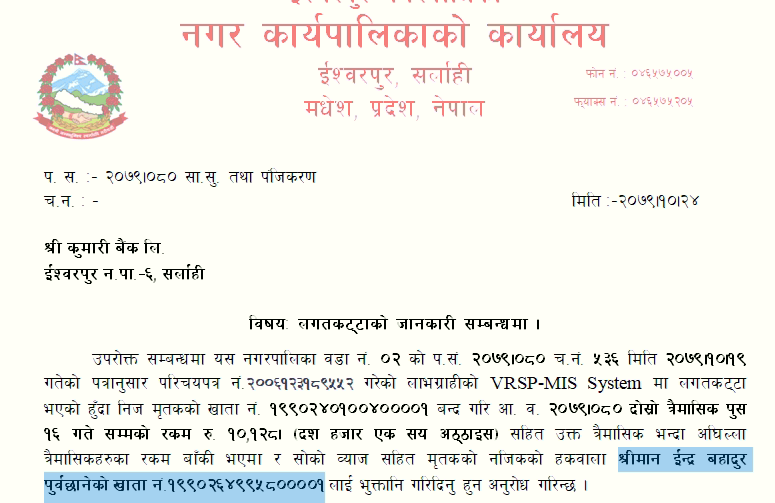 नगर कार्यपालिकाको कार्यालय
ईश्वरपुर, सर्लाही
मधेश, प्रदेश, नेपाल
फोन नं. : ०४६५७५००५
फ्याक्स नं. : ०४६५७५२०५
प. स. :- २०७९।०८० सा.सु. तथा पंजिकरण
च.न. : -
मिति :-२०७९।१०।२४
श्री कुमारी बैंक लि.
ईश्वरपुर न.पा.-६, सर्लाही
विषयः लगतकट्टाको जानकारी सम्बन्धमा ।
उपरोक्त सम्बन्धमा यस नगरपालिका वडा नं. ०२ को प.सं. २०७९।०८० च.नं. ५३६ मिति २०७९।१०।१९
गतेको पत्रानुसार परिचयपत्र नं.२००६१२३१८९५५२ गरेको लाभग्राहीको VRSP-MIS System मा लगतकट्टा
भएको हुँदा निज मृतकको खाता नं. १९९०२४०१००४००००१ बन्द गरि आ. व. २०७९।०८० दोस्रो त्रैमासिक पुस
१६ गते सम्मको रकम रु. १०,१२८। (दश हजार एक सय अठ्ठाइस) सहित उक्त त्रैमासिक भन्दा अघिल्ला
त्रैमासिकहरुका रकम बाँकी भएमा र सोको व्याज सहित मृतकको नजिकको हकवाला श्रीमान ईन्द्र बहादुर
पुर्वछानेको खाता नं.१९९०२६४९९५८००००१ लाई भुक्तानि गरिदिनु हुन अनुरोध गरिन्छ ।